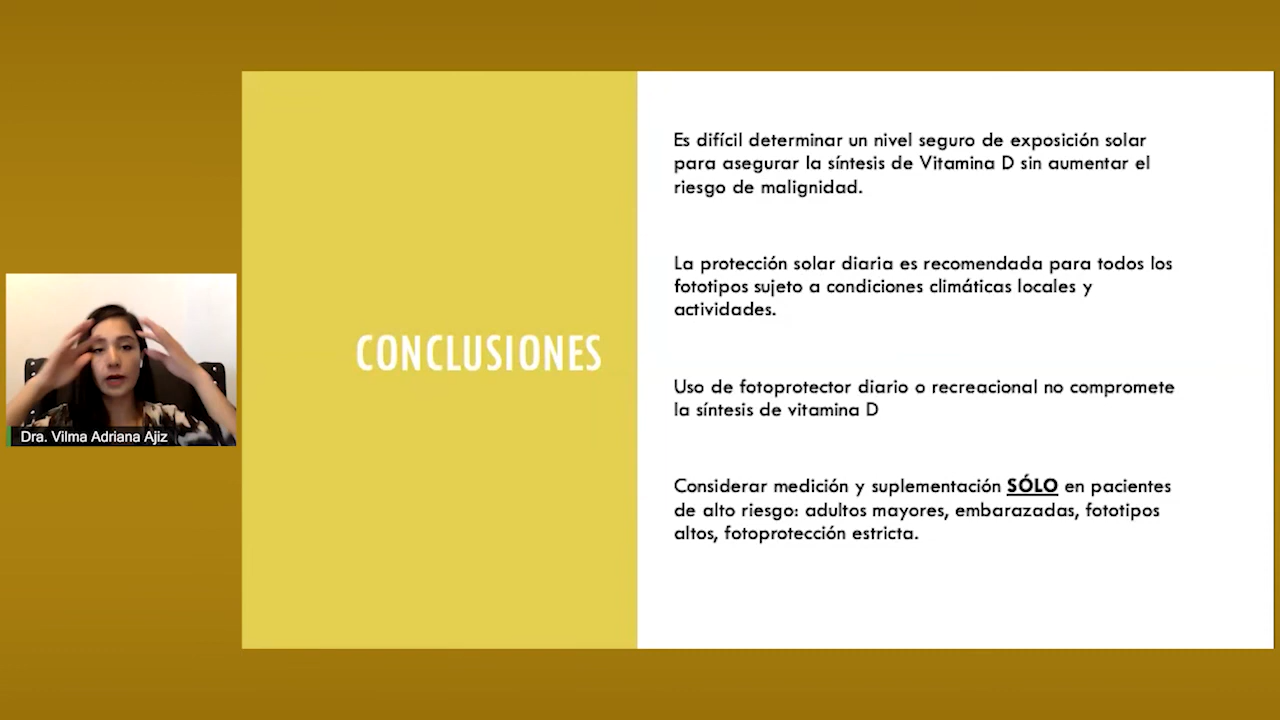 Es difícil determinar un nivel seguro de exposición solar
para asegurar la síntesis de Vitamina D sin aumentar el
riesgo de malignidad.
La protección solar diaria es recomendada para todos los
fototipos sujeto a condiciones climáticas locales y
actividades.
CONCLUSIONES
Uso de fotoprotector diario o recreacional no compromete
la síntesis de vitamina D
Dra. Vilma Adriana Ajiz
Considerar medición y suplementación SÓLO en pacientes
de alto riesgo: adultos mayores, embarazadas, fototipos
altos, fotoprotección estricta.